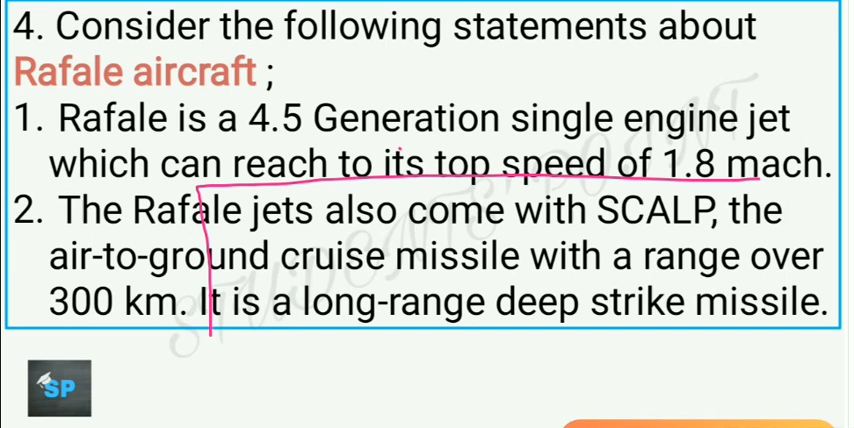 4. Consider the following statements about
Rafale aircraft ;
1. Rafale is a 4.5 Generation single engine jet
which can reach to its top speed of 1.8 mach.
2. The Rafale jets also come with SCALP, the
air-to-ground cruise missile with a range over
300 km. It is a long-range deep strike missile.
STUDENTS POINT
SP